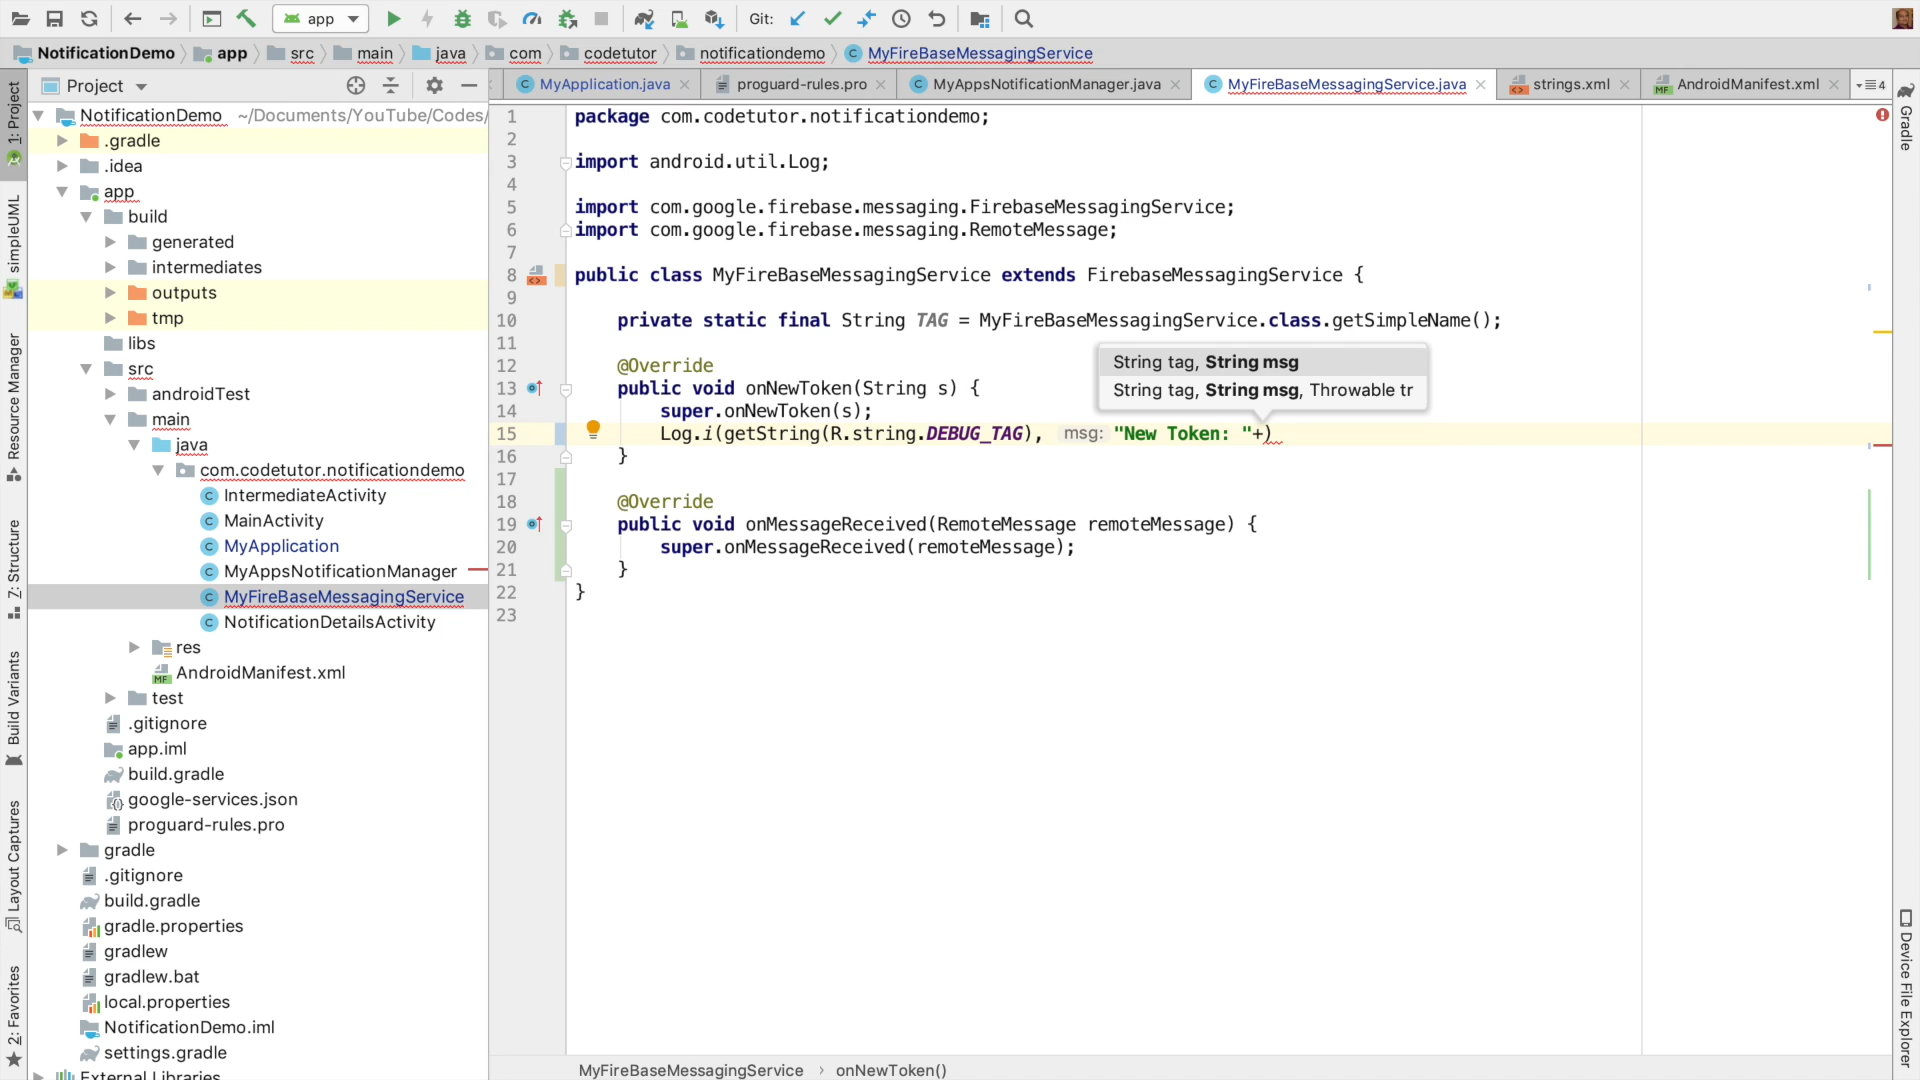 app
Git:
NotificationDemo app src main java com codetutor notificationdemo MyFireBaseMessagingService
Project
MyApplication.java
proguard-rules.pro
MyAppsNotificationManager.java
MyFireBaseMessagingService.java
strings.xml
AndroidManifest.xml
4
1: Project
simpleUML
Resource Manager
7: Structure
Build Variants
Layout Captures
2: Favorites
NotificationDemo ~/Documents/YouTube/Codes/
.gradle
.idea
app
build
generated
intermediates
outputs
tmp
libs
src
androidTest
main
java
com.codetutor.notificationdemo
IntermediateActivity
MainActivity
MyApplication
MyAppsNotificationManager
MyFireBaseMessagingService
NotificationDetailsActivity
res
AndroidManifest.xml
test
.gitignore
app.iml
build.gradle
google-services.json
proguard-rules.pro
gradle
.gitignore
build.gradle
gradle.properties
gradlew
gradlew.bat
local.properties
NotificationDemo.iml
settings.gradle
External Libraries
1 package com.codetutor.notificationdemo;
2
3 import android.util.Log;
4
5 import com.google.firebase.messaging.FirebaseMessagingService;
6 import com.google.firebase.messaging.RemoteMessage;
7
8 public class MyFireBaseMessagingService extends FirebaseMessagingService {
9
10 private static final String TAG = MyFireBaseMessagingService.class.getSimpleName();
11
12 @Override
13 public void onNewToken(String s) {
14 super.onNewToken(s);
15 Log.i(getString(R.string.DEBUG_TAG), msg: "New Token: "+)
16 }
17
18 @Override
19 public void onMessageReceived(RemoteMessage remoteMessage) {
20 super.onMessageReceived(remoteMessage);
21 }
22 }
23
String tag, String msg
String tag, String msg, Throwable tr
MyFireBaseMessagingService › onNewToken()
Gradle
Device File Explorer